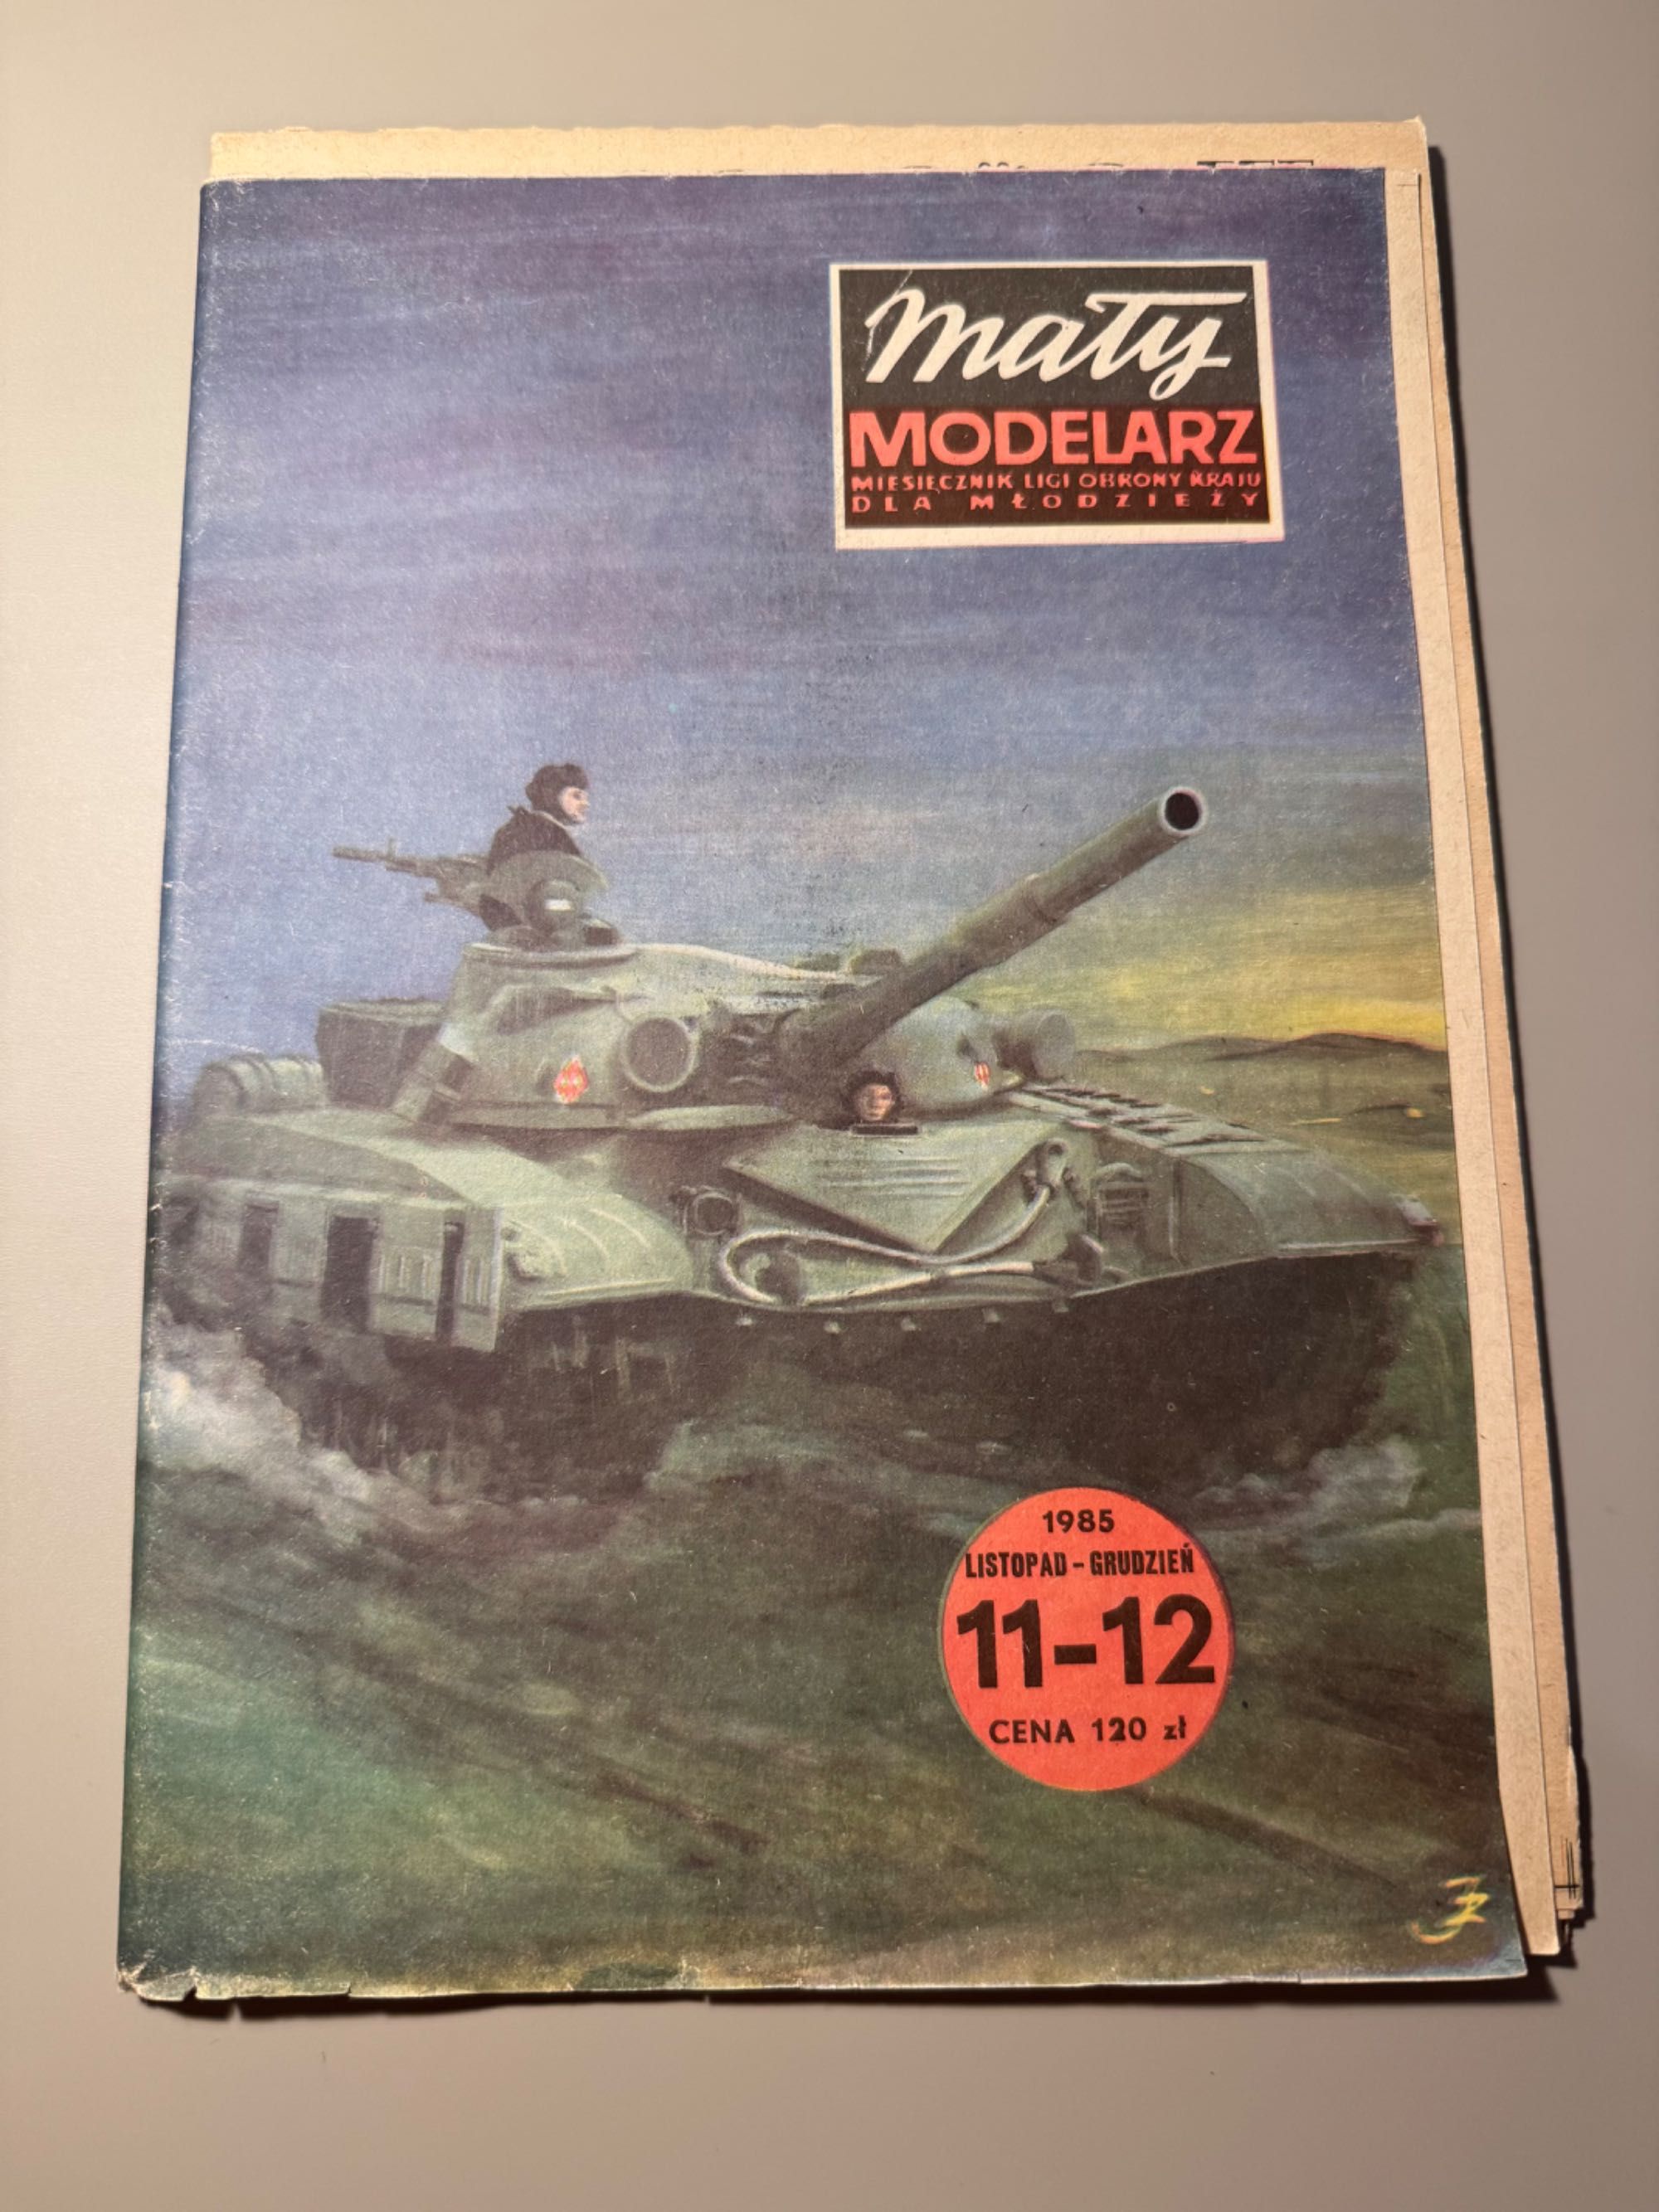 mały
MODELARZ
MIESIĘCZNIK LIGI OBRONY KRAJU
DLA MŁODZIEŻY
1985
LISTOPAD – GRUDZIEŃ
11-12
CENA 120 zł